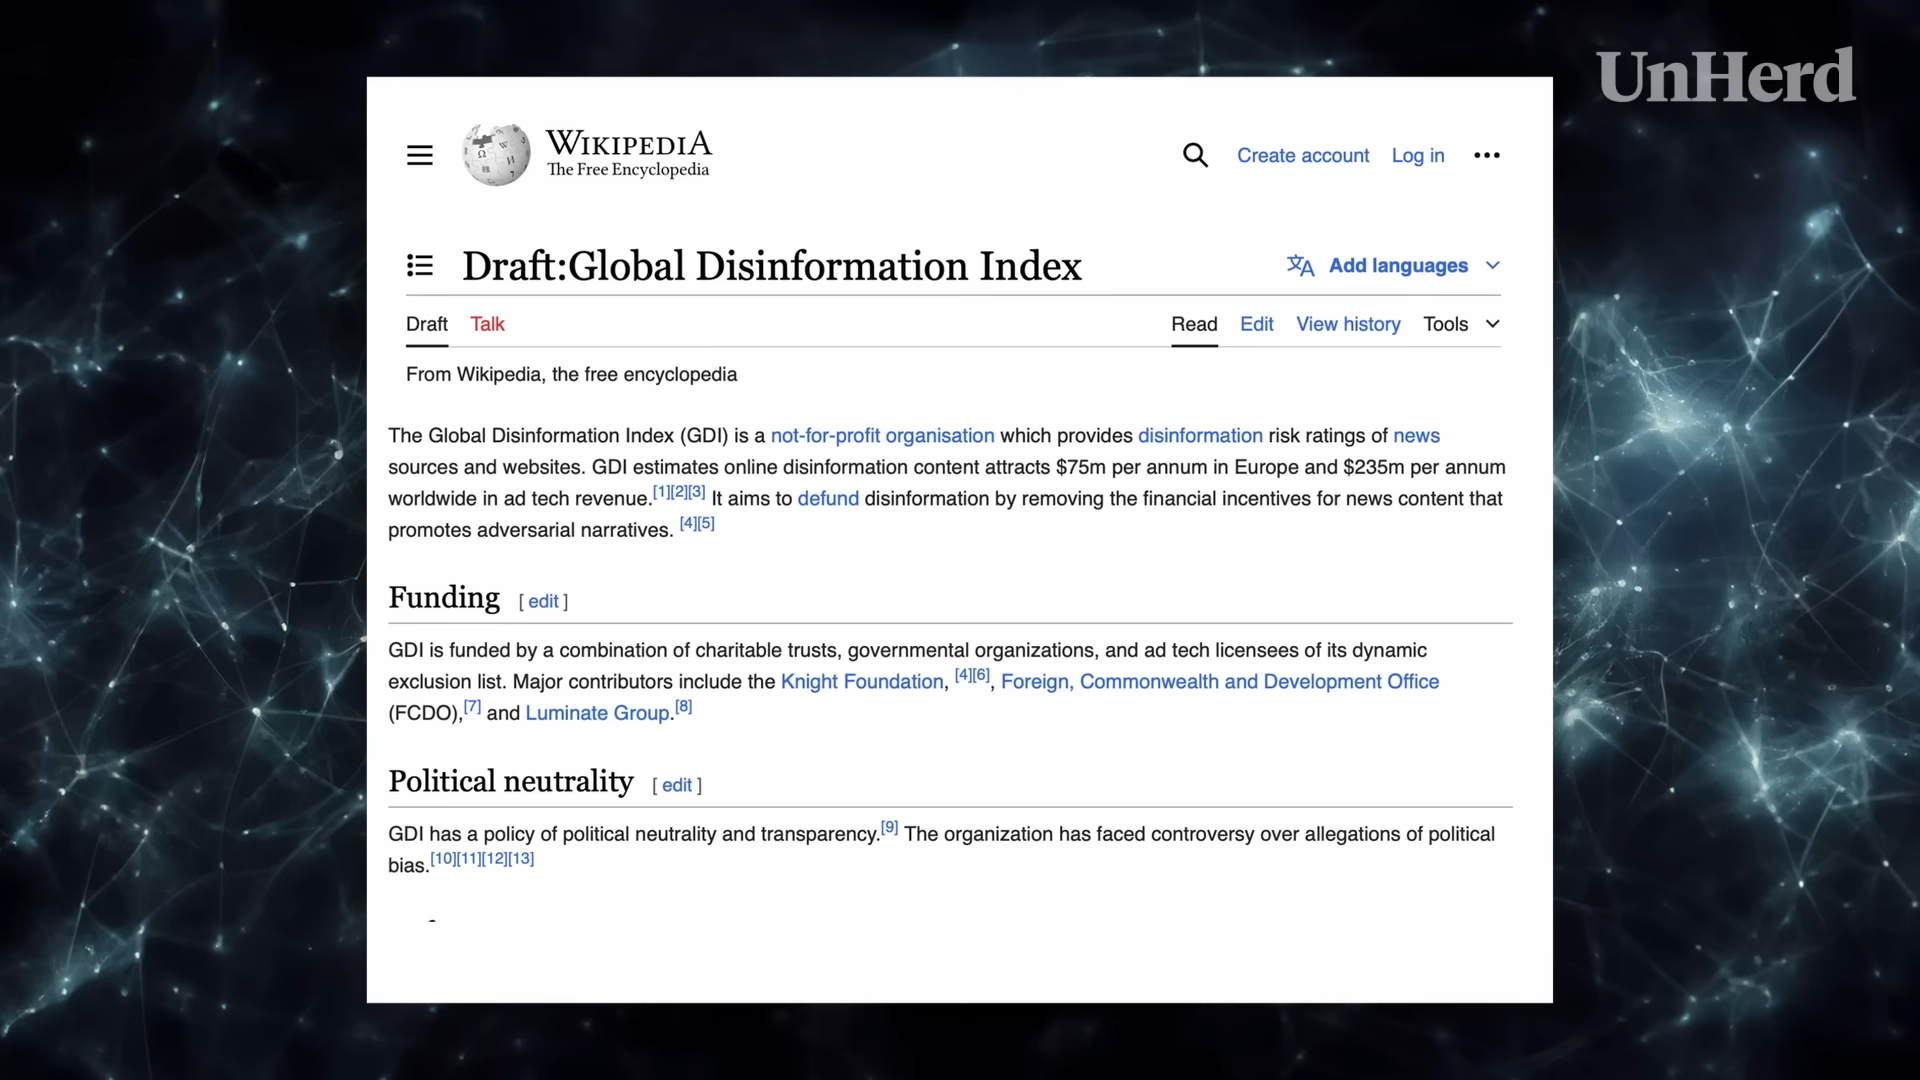 UnHerd
WIKIPEDIA
The Free Encyclopedia
Create account Log in
Draft:Global Disinformation Index
Add languages
Draft Talk
Read Edit View history Tools
From Wikipedia, the free encyclopedia
The Global Disinformation Index (GDI) is a not-for-profit organisation which provides disinformation risk ratings of news
sources and websites. GDI estimates online disinformation content attracts $75m per annum in Europe and $235m per annum
worldwide in ad tech revenue.[1][2][3] It aims to defund disinformation by removing the financial incentives for news content that
promotes adversarial narratives. [4][5]
Funding [ edit ]
GDI is funded by a combination of charitable trusts, governmental organizations, and ad tech licensees of its dynamic
exclusion list. Major contributors include the Knight Foundation, [4][6], Foreign, Commonwealth and Development Office
(FCDO),[7] and Luminate Group.[8]
Political neutrality [ edit ]
GDI has a policy of political neutrality and transparency.[9] The organization has faced controversy over allegations of political
bias.[10][11][12][13]